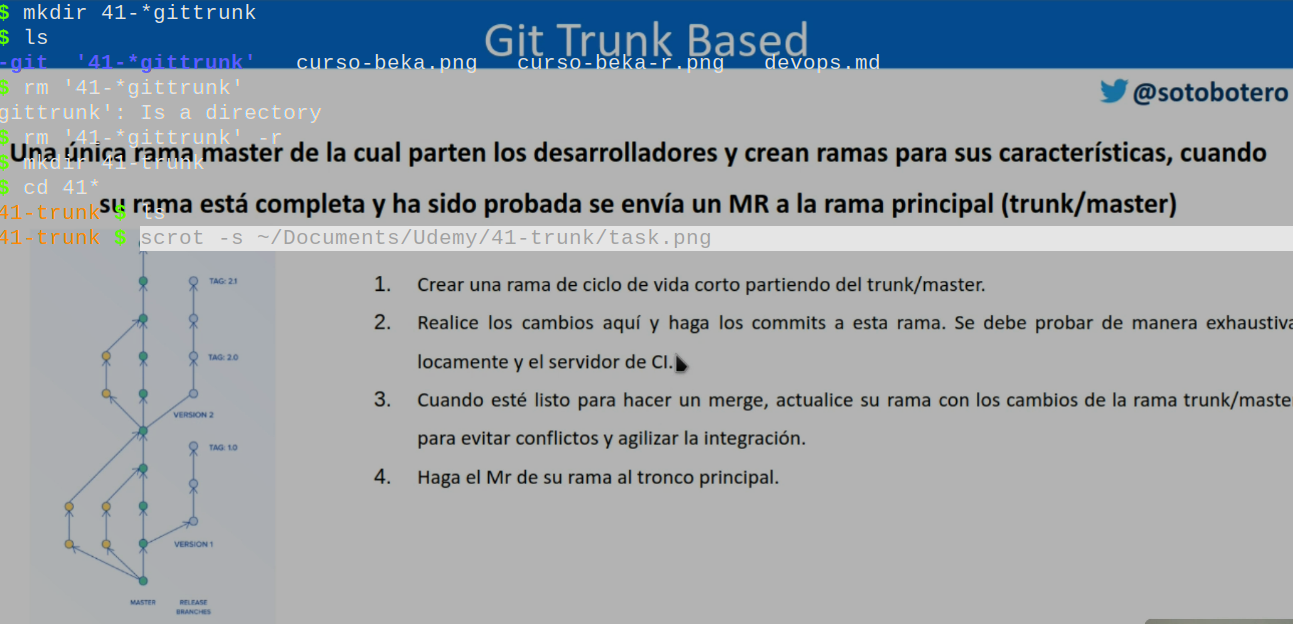 $ mkdir 41-*gittrunk
$ ls
-git '41-*gittrunk' curso-beka.png curso-beka-r.png devops.md
$ rm '41-*gittrunk'
gittrunk': Is a directory
$ rm '41-*gittrunk' -r
$ mkdir 41-trunk
$ cd 41*
41-trunk $ ls
41-trunk $ scrot -s ~/Documents/Udemy/41-trunk/task.png
Git Trunk Based
@sotobotero
Una única rama master de la cual parten los desarrolladores y crean ramas para sus características, cuando
su rama está completa y ha sido probada se envía un MR a la rama principal (trunk/master)
TAG: 2.1
TAG: 2.0
VERSION 2
TAG: 1.0
VERSION 1
MASTER
RELEASE
BRANCHES
1. Crear una rama de ciclo de vida corto partiendo del trunk/master.
2. Realice los cambios aquí y haga los commits a esta rama. Se debe probar de manera exhaustiva
locamente y el servidor de CI.
3. Cuando esté listo para hacer un merge, actualice su rama con los cambios de la rama trunk/master
para evitar conflictos y agilizar la integración.
4. Haga el Mr de su rama al tronco principal.